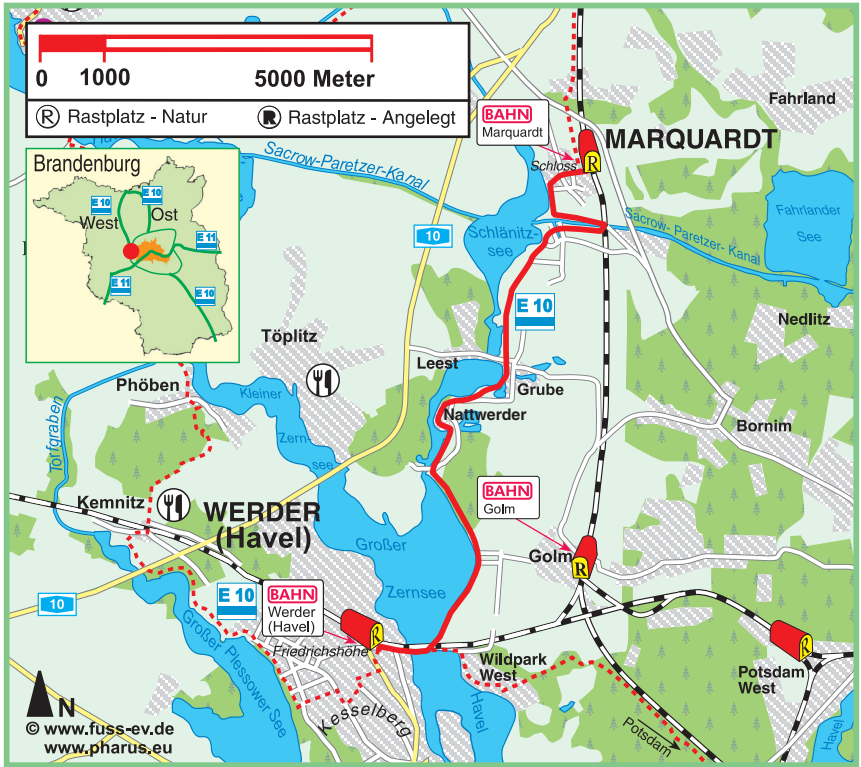 0 1000 5000 Meter
R Rastplatz - Natur R Rastplatz - Angelegt
Brandenburg
E 10
E 10
West
Ost
E 11
E 11
E 10
BAHN
Marquardt
MARQUARDT
Schloss
R
Fahrland
Sacrow-Paretzer-Kanal
10
Schlänitz-
see
Sacrow- Paretzer- Kanal
Fahrlander
See
E 10
Nedlitz
Töplitz
Leest
Phöben
Kleiner
Zern-
see
Grube
Nattwerder
Bornim
Torfgraben
Kemnitz
WERDER
(Havel)
BAHN
Golm
Großer
Zernsee
Golm
R
10
E 10
BAHN
Werder
(Havel)
R
Friedrichshöhe
Großer
Plessower See
Wildpark
West
R
Potsdam
West
Kesselberg
Havel
Potsdam
Havel
N
© www.fuss-ev.de
www.pharus.eu